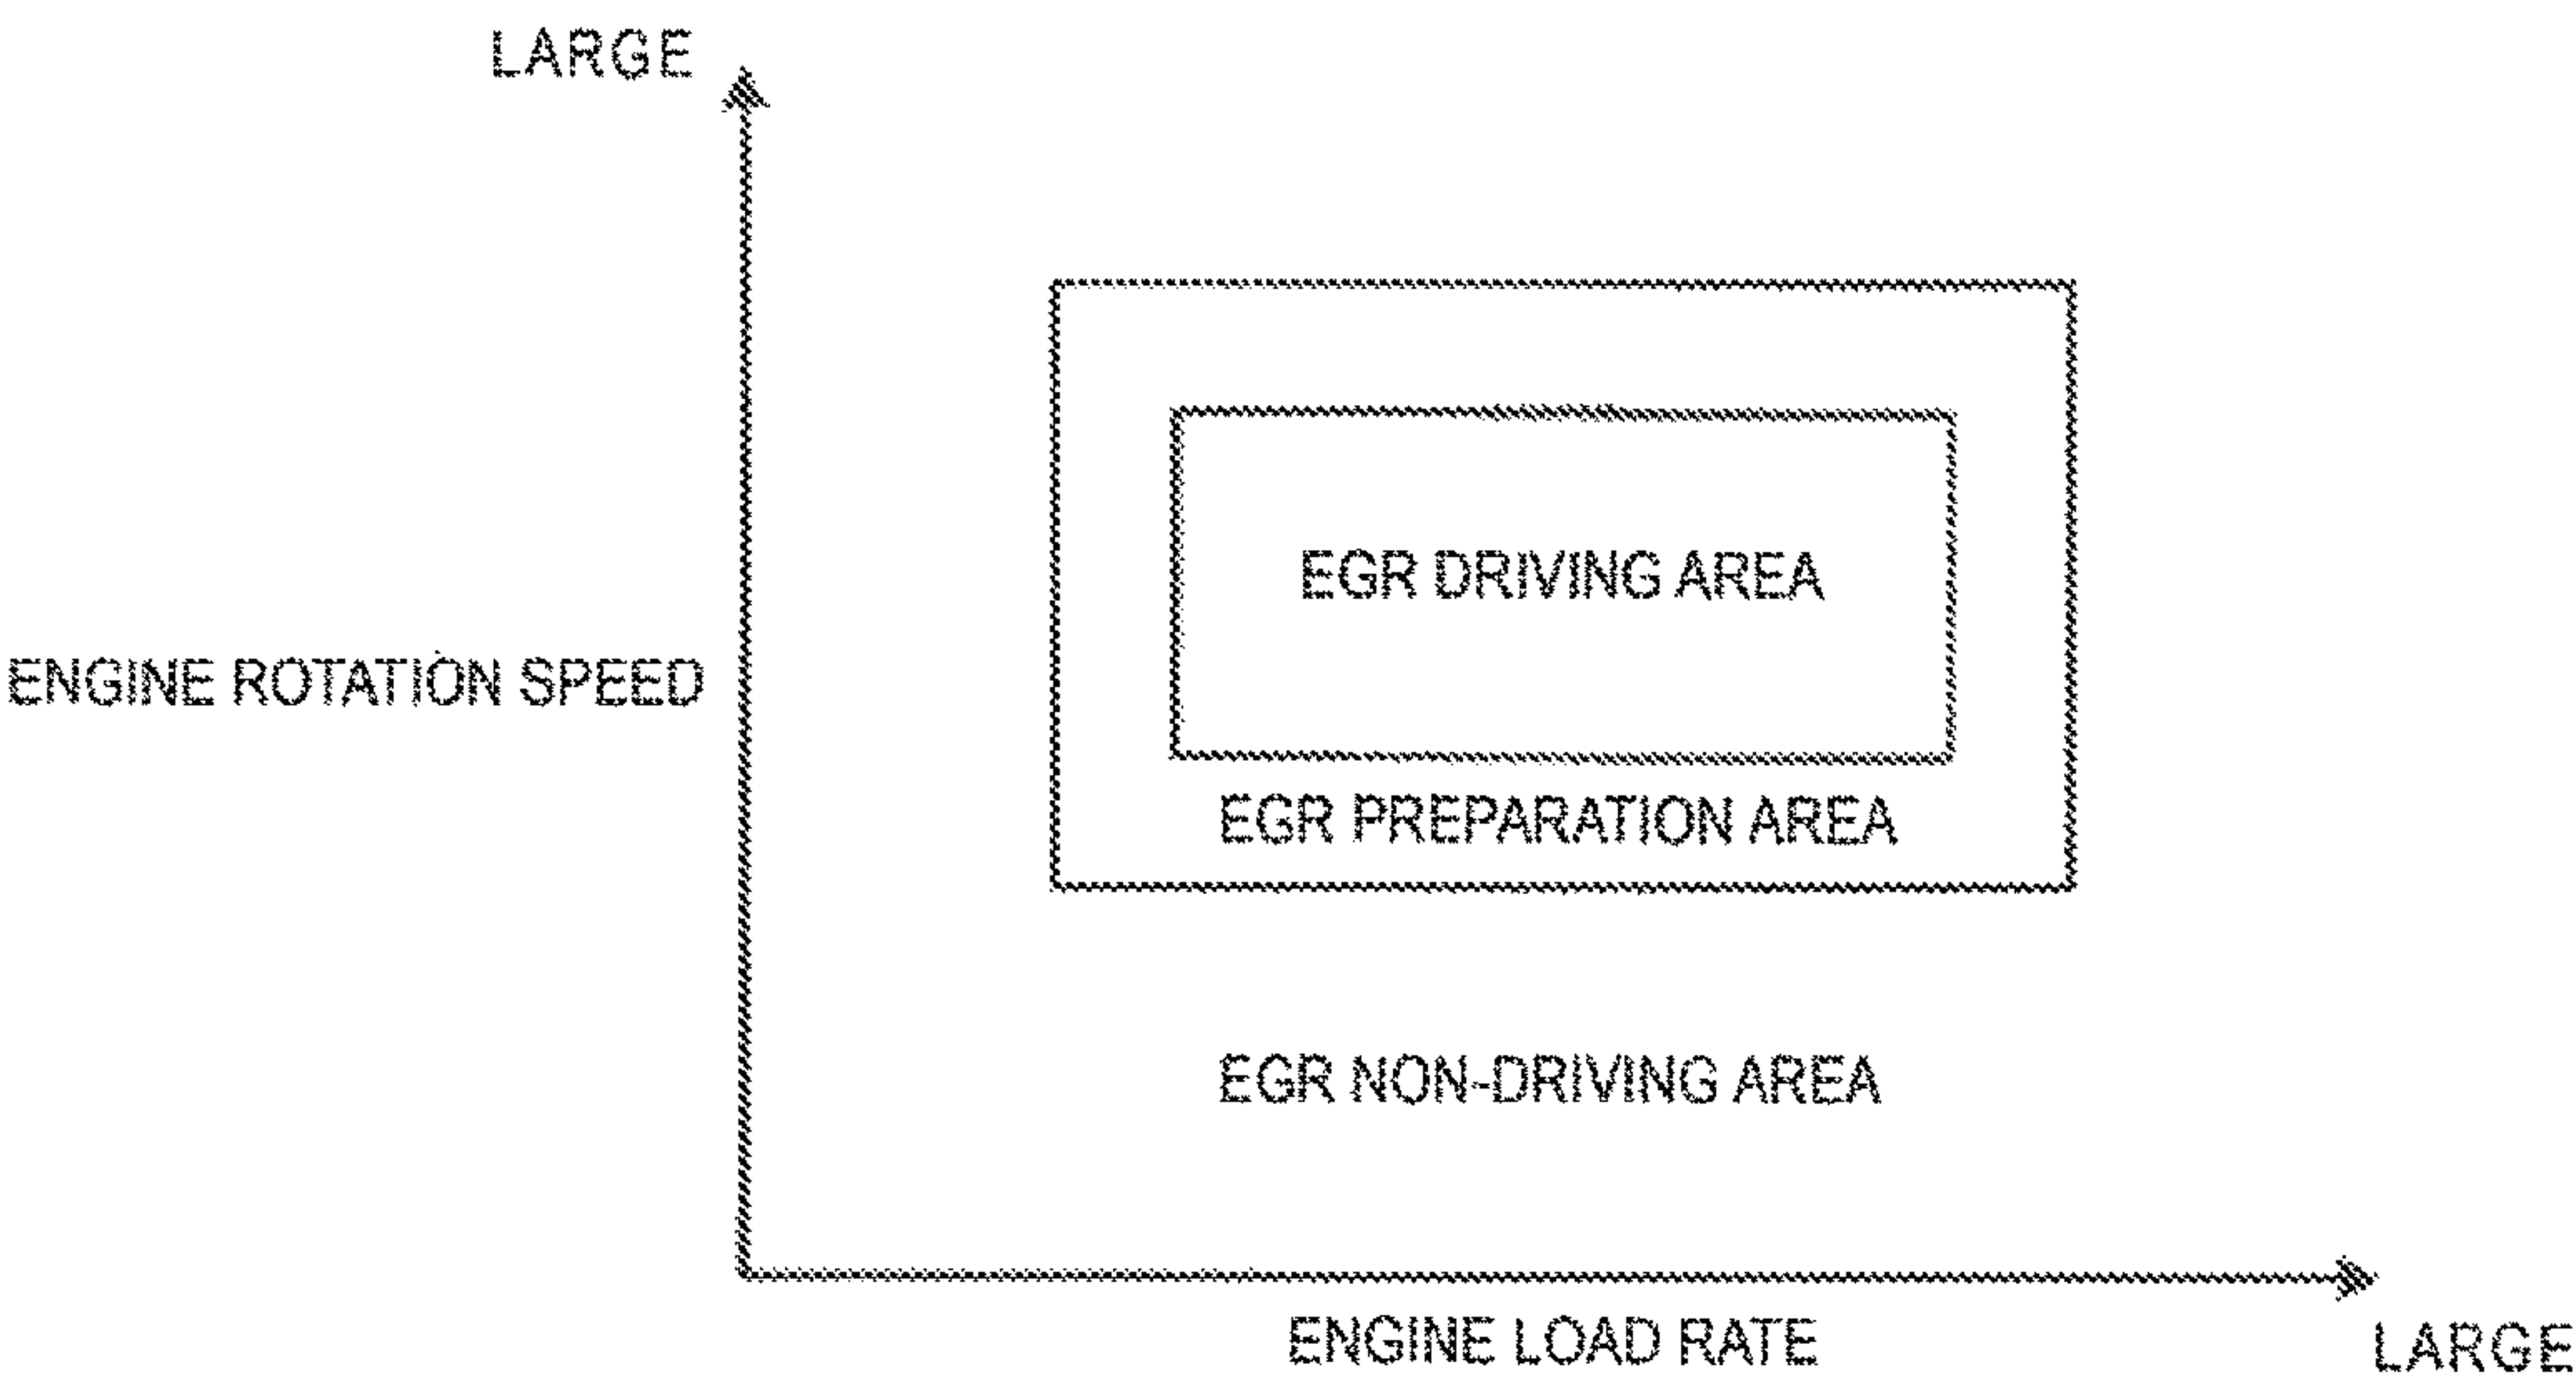 LARGE
EGR DRIVING AREA
ENGINE ROTATION SPEED
EGR PREPARATION AREA
EGR NON-DRIVING AREA
ENGINE LOAD RATE
LARGE